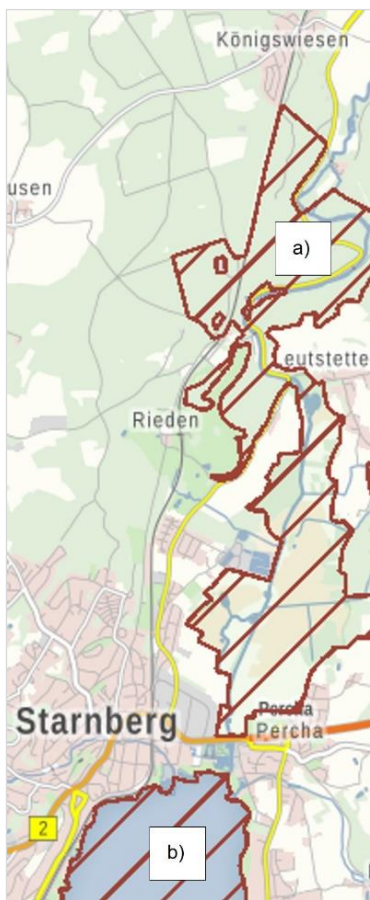 Königswiesen
usen
a)
eutstette
Rieden
Starnberg
Percha
Percha
2
b)